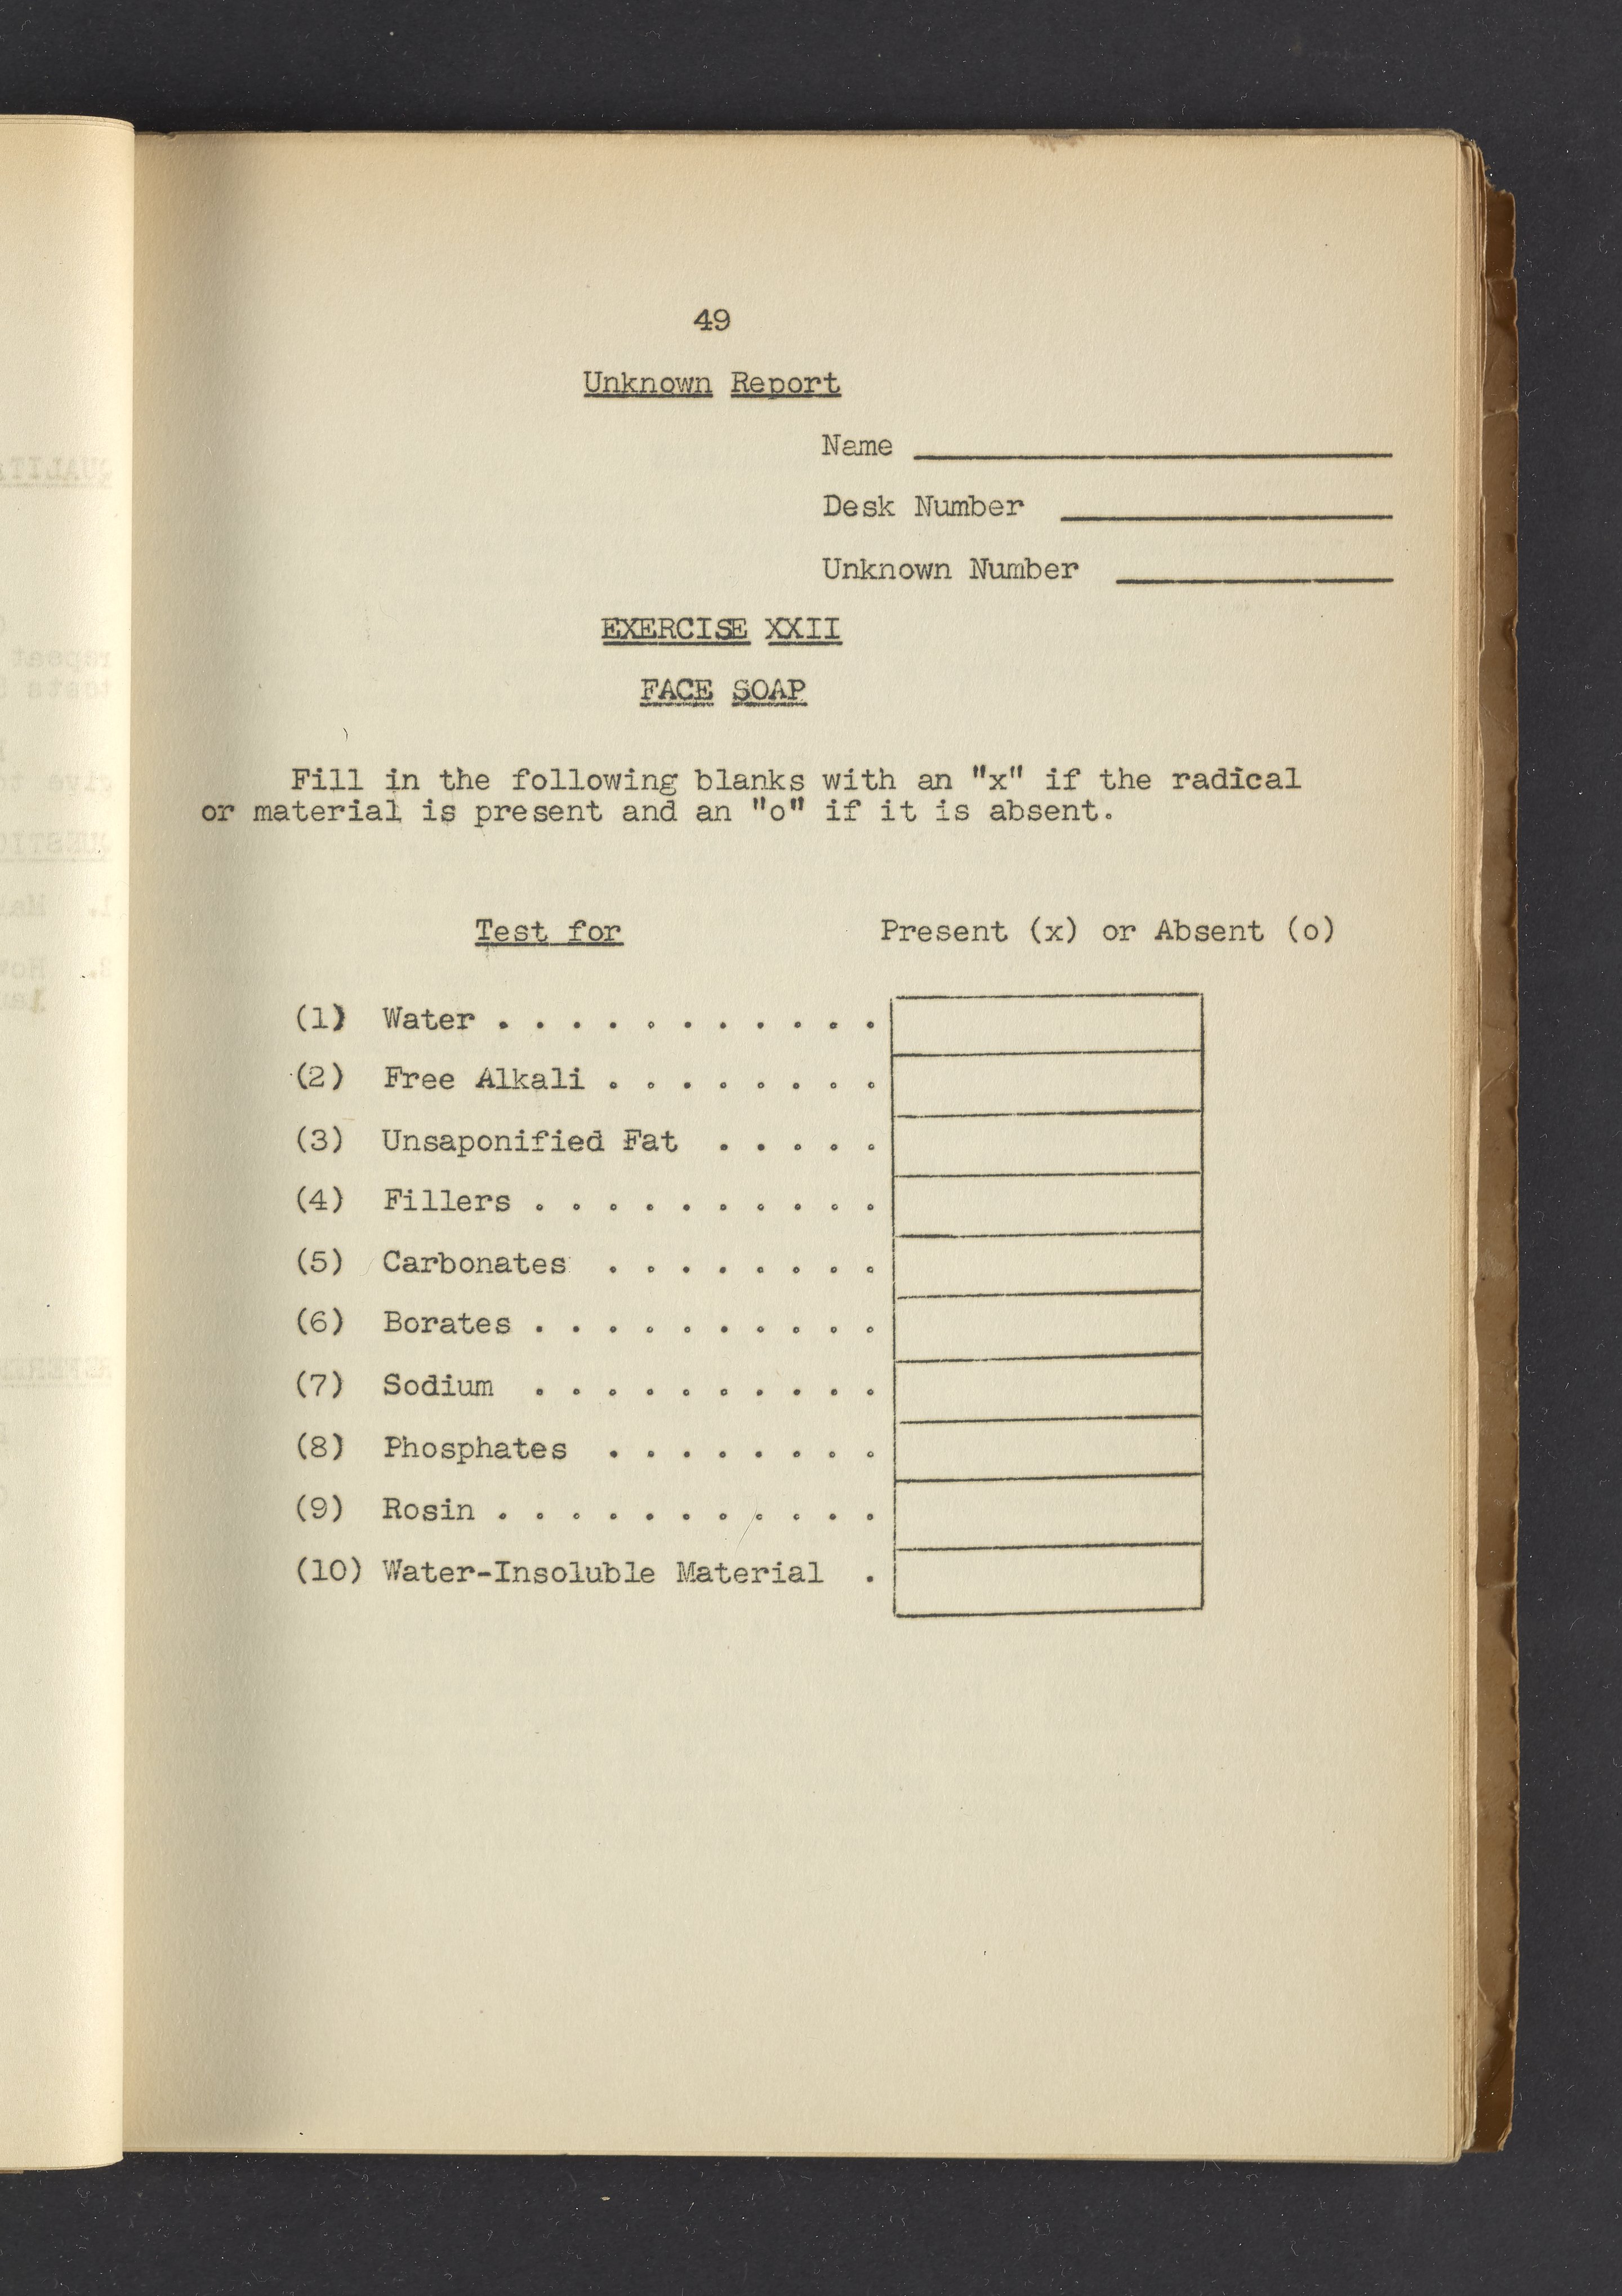 49
Unknown Report
Name
Desk Number
Unknown Number
EXERCISE XXII
FACE SOAP
Fill in the following blanks with an "x" if the radical
or material is present and an "o" if it is absent.
Test for Present (x) or Absent (o)
(1) Water . . . . . . . . . . .
(2) Free Alkali . . . . . . . .
(3) Unsaponified Fat . . . . .
(4) Fillers . . . . . . . . . .
(5) Carbonates . . . . . . . .
(6) Borates . . . . . . . . . .
(7) Sodium . . . . . . . . . .
(8) Phosphates . . . . . . . .
(9) Rosin . . . . . . . . . . .
(10) Water-Insoluble Material .